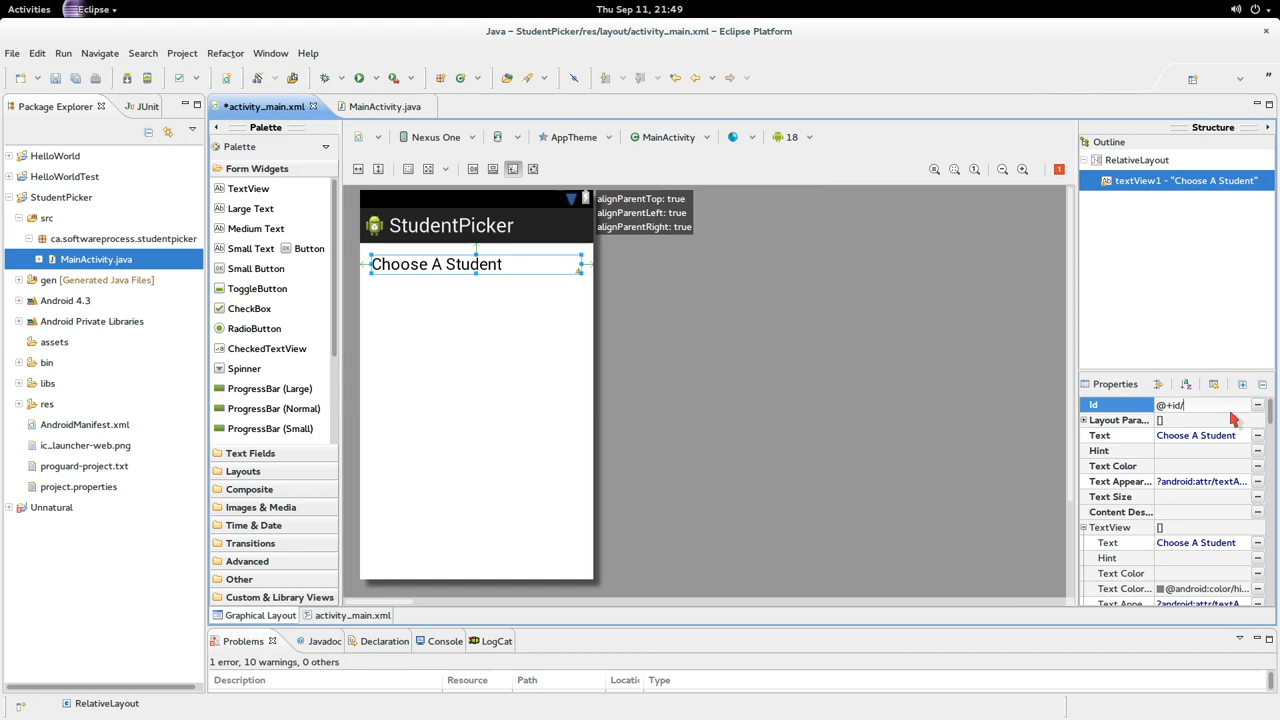 Activities Eclipse Thu Sep 11, 21:49
Java – StudentPicker/res/layout/activity_main.xml – Eclipse Platform
File Edit Run Navigate Search Project Refactor Window Help
Package Explorer JUnit *activity_main.xml MainActivity.java
Palette Structure
Palette Nexus One AppTheme MainActivity 18 Outline
HelloWorld Form Widgets RelativeLayout
HelloWorldTest TextView textView1 - "Choose A Student"
StudentPicker Large Text StudentPicker alignParentTop: true
src Medium Text alignParentLeft: true
ca.softwareprocess.studentpicker Small Text Button alignParentRight: true
MainActivity.java Small Button Choose A Student
gen [Generated Java Files] ToggleButton
Android 4.3 CheckBox
Android Private Libraries RadioButton
assets CheckedTextView
bin Spinner
libs ProgressBar (Large) Properties
res ProgressBar (Normal) Id @+id/
AndroidManifest.xml ProgressBar (Small) Layout Para... []
ic_launcher-web.png Text Fields Text Choose A Student
proguard-project.txt Layouts Hint
project.properties Composite Text Color
Unnatural Images & Media Text Appear... ?android:attr/textA...
Time & Date Text Size
Transitions Content Des...
Advanced TextView []
Other Text Choose A Student
Custom & Library Views Hint
Text Color
Text Color... @android:color/hi...
Text Appe... ?android:attr/textA...
Graphical Layout activity_main.xml
Problems Javadoc Declaration Console LogCat
1 error, 10 warnings, 0 others
Description Resource Path Locati Type
RelativeLayout